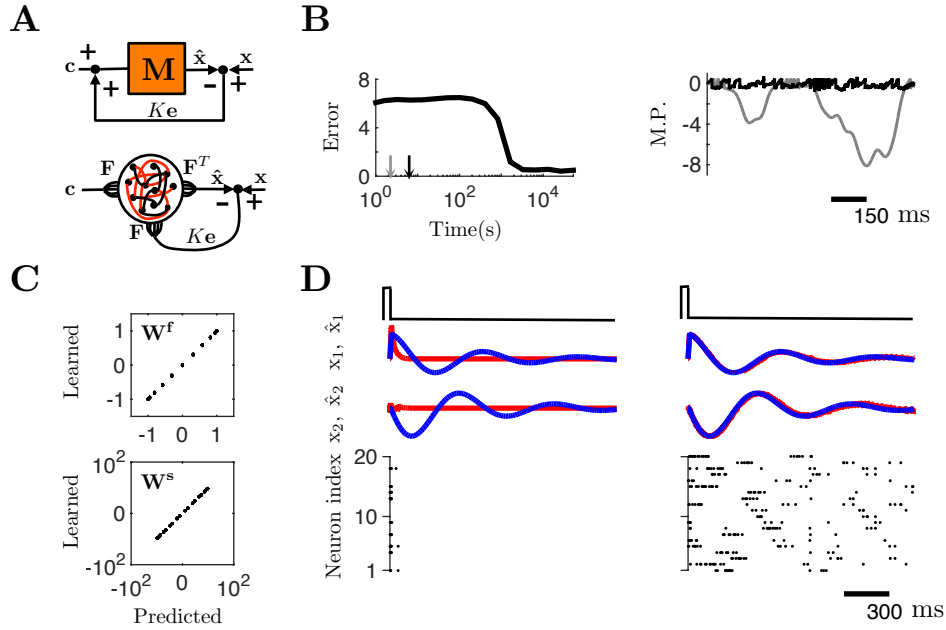 A
c
+
+
M
x̂
x
−
+
Ke
F
F^T
c
x̂
x
−
+
F
Ke
B
Error
8
6
4
2
0
10^0
10^2
10^4
Time(s)
M.P.
0
-4
-8
150 ms
C
W^f
Learned
1
0
-1
-1
0
1
W^s
Learned
10^2
0
-10^2
-10^2
0
10^2
Predicted
D
x_1, x̂_1
x_2, x̂_2
Neuron index
20
10
1
300 ms